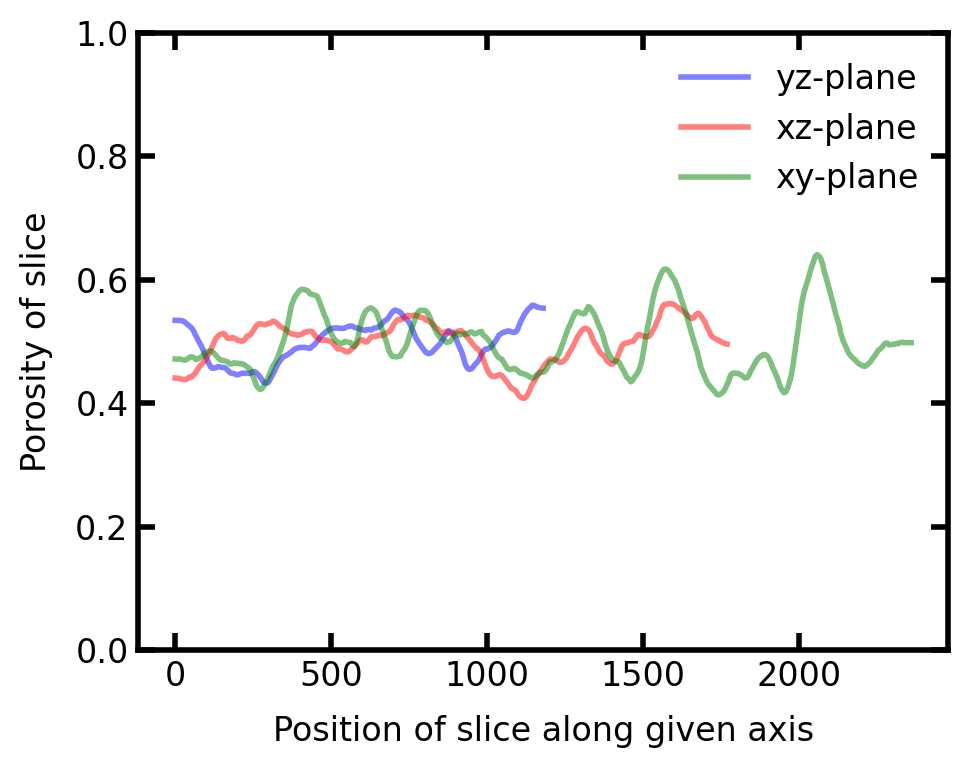 1.0
0.8
0.6
0.4
0.2
0.0
Porosity of slice
yz-plane
xz-plane
xy-plane
0 500 1000 1500 2000
Position of slice along given axis